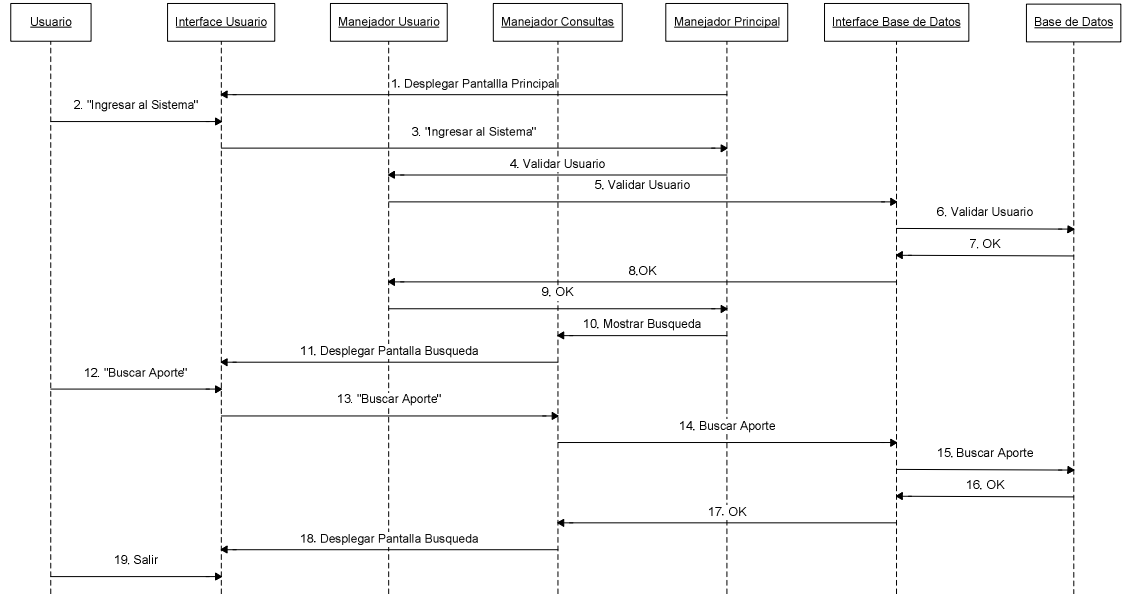 Usuario
Interface Usuario
Manejador Usuario
Manejador Consultas
Manejador Principal
Interface Base de Datos
Base de Datos
1. Desplegar Pantallla Principal
2. "Ingresar al Sistema"
3. "Ingresar al Sistema"
4. Validar Usuario
5. Validar Usuario
6. Validar Usuario
7. OK
8.OK
9. OK
10. Mostrar Busqueda
11. Desplegar Pantalla Busqueda
12. "Buscar Aporte"
13. "Buscar Aporte"
14. Buscar Aporte
15. Buscar Aporte
16. OK
17. OK
18. Desplegar Pantalla Busqueda
19. Salir